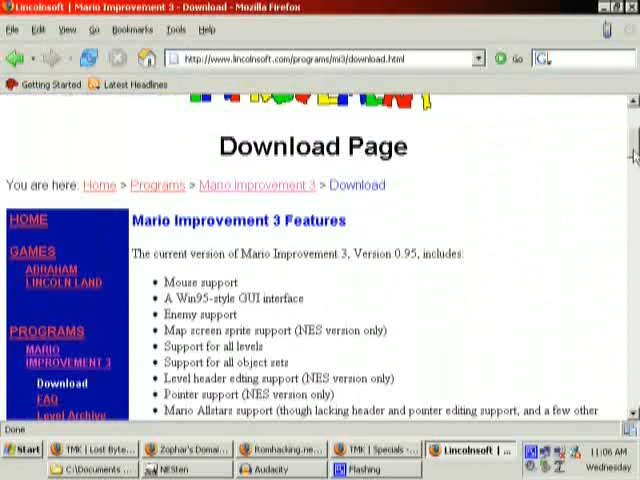 Lincolnsoft | Mario Improvement 3 - Download - Mozilla Firefox
File Edit View Go Bookmarks Tools Help
http://www.lincolnsoft.com/programs/mi3/download.html Go
Getting Started Latest Headlines
Download Page
You are here: Home > Programs > Mario Improvement 3 > Download
HOME
GAMES
ABRAHAM
LINCOLN LAND
PROGRAMS
MARIO
IMPROVEMENT 3
Download
FAQ
Level Archive
Mario Improvement 3 Features
The current version of Mario Improvement 3, Version 0.95, includes:
• Mouse support
• A Win95-style GUI interface
• Enemy support
• Map screen sprite support (NES version only)
• Support for all levels
• Support for all object sets
• Level header edting support (NES version only)
• Pointer support (NES version only)
• Mario Allstars support (though lacking header and pointer editing support, and a few other
Done
Start TMK | Lost Byte... Zophar's Domai... Romhacking.ne... TMK | Specials -... Lincolnsoft | ... 11:06 AM
C:\Documents ... NESten Audacity Flashing Wednesday